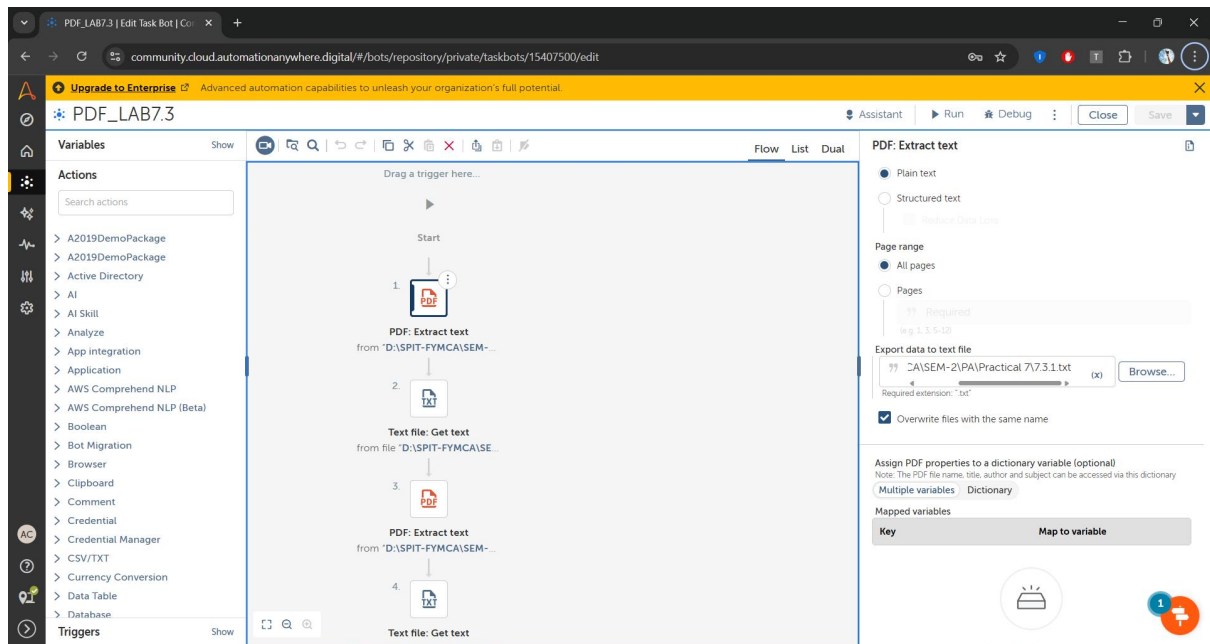 PDF_LAB7.3 | Edit Task Bot | Cor
community.cloud.automationanywhere.digital/#/bots/repository/private/taskbots/15407500/edit
T
Upgrade to Enterprise Advanced automation capabilities to unleash your organization's full potential.
PDF_LAB7.3
Assistant Run Debug Close Save
Variables Show
Flow List Dual
PDF: Extract text
Actions
Search actions
A2019DemoPackage
A2019DemoPackage
Active Directory
AI
AI Skill
Analyze
App integration
Application
AWS Comprehend NLP
AWS Comprehend NLP (Beta)
Boolean
Bot Migration
Browser
Clipboard
Comment
Credential
Credential Manager
CSV/TXT
Currency Conversion
Data Table
Database
Triggers Show
AC
Drag a trigger here...
Start
1.
PDF
PDF: Extract text
from "D:\SPIT-FYMCA\SEM-...
2.
TXT
Text file: Get text
from file "D:\SPIT-FYMCA\SE...
3.
PDF
PDF: Extract text
from "D:\SPIT-FYMCA\SEM-...
4.
TXT
Text file: Get text
Plain text
Structured text
Reduce Data size
Page range
All pages
Pages
Required
(e.g. 1, 3, 5-12)
Export data to text file
CA\SEM-2\PA\Practical 7\7.3.1.txt (x) Browse...
Required extension: ".txt"
Overwrite files with the same name
Assign PDF properties to a dictionary variable (optional)
Note: The PDF file name, title, author and subject can be accessed via this dictionary
Multiple variables Dictionary
Mapped variables
Key Map to variable
1